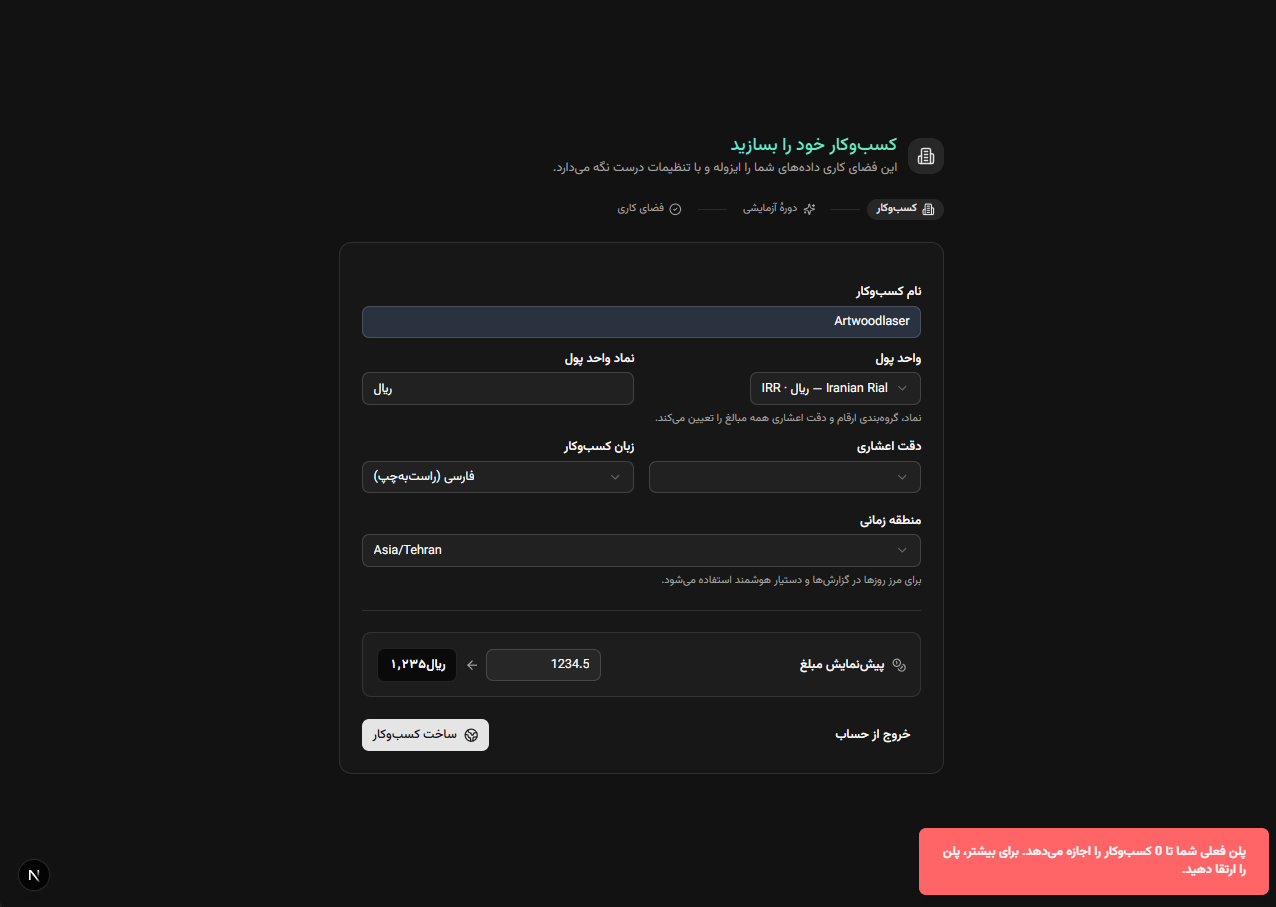 کسب‌وکار خود را بسازید
این فضای کاری داده‌های شما را ایزوله و با تنظیمات درست نگه می‌دارد.
کسب‌وکار
دورهٔ آزمایشی
فضای کاری
نام کسب‌وکار
Artwoodlaser
واحد پول
نماد واحد پول
IRR · ریال — Iranian Rial
ریال
نماد، گروه‌بندی ارقام و دقت اعشاری همه مبالغ را تعیین می‌کند.
دقت اعشاری
زبان کسب‌وکار
فارسی (راست‌به‌چپ)
منطقه زمانی
Asia/Tehran
برای مرز روزها در گزارش‌ها و دستیار هوشمند استفاده می‌شود.
پیش‌نمایش مبلغ
1234.5
ریال۱,۲۳۵
خروج از حساب
ساخت کسب‌وکار
پلن فعلی شما تا 0 کسب‌وکار را اجازه می‌دهد. برای بیشتر، پلن
را ارتقا دهید.
N